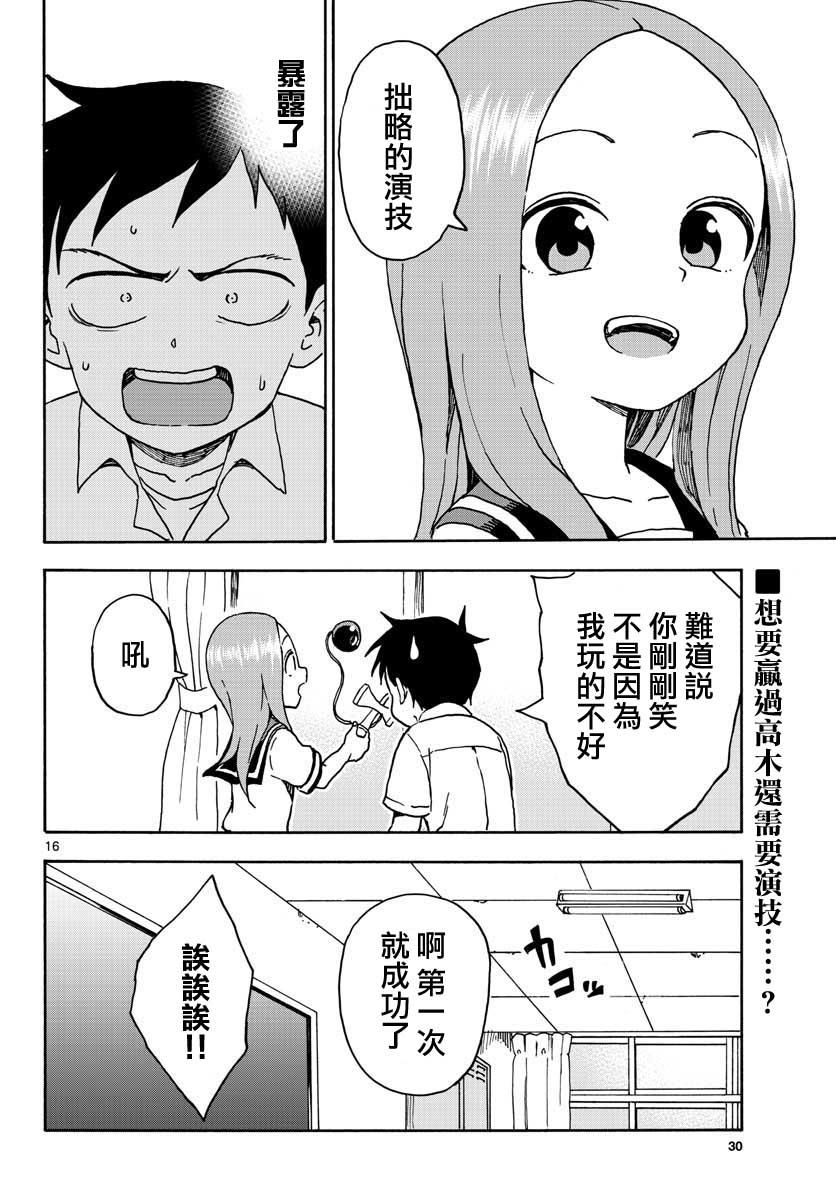 拙略的演技
暴露了
難道説
你剛剛笑
不是因為
我玩的不好
吼
■想要贏過高木還需要演技……？
16
啊 第一次
就成功了
カコッ
誒誒誒!!
30